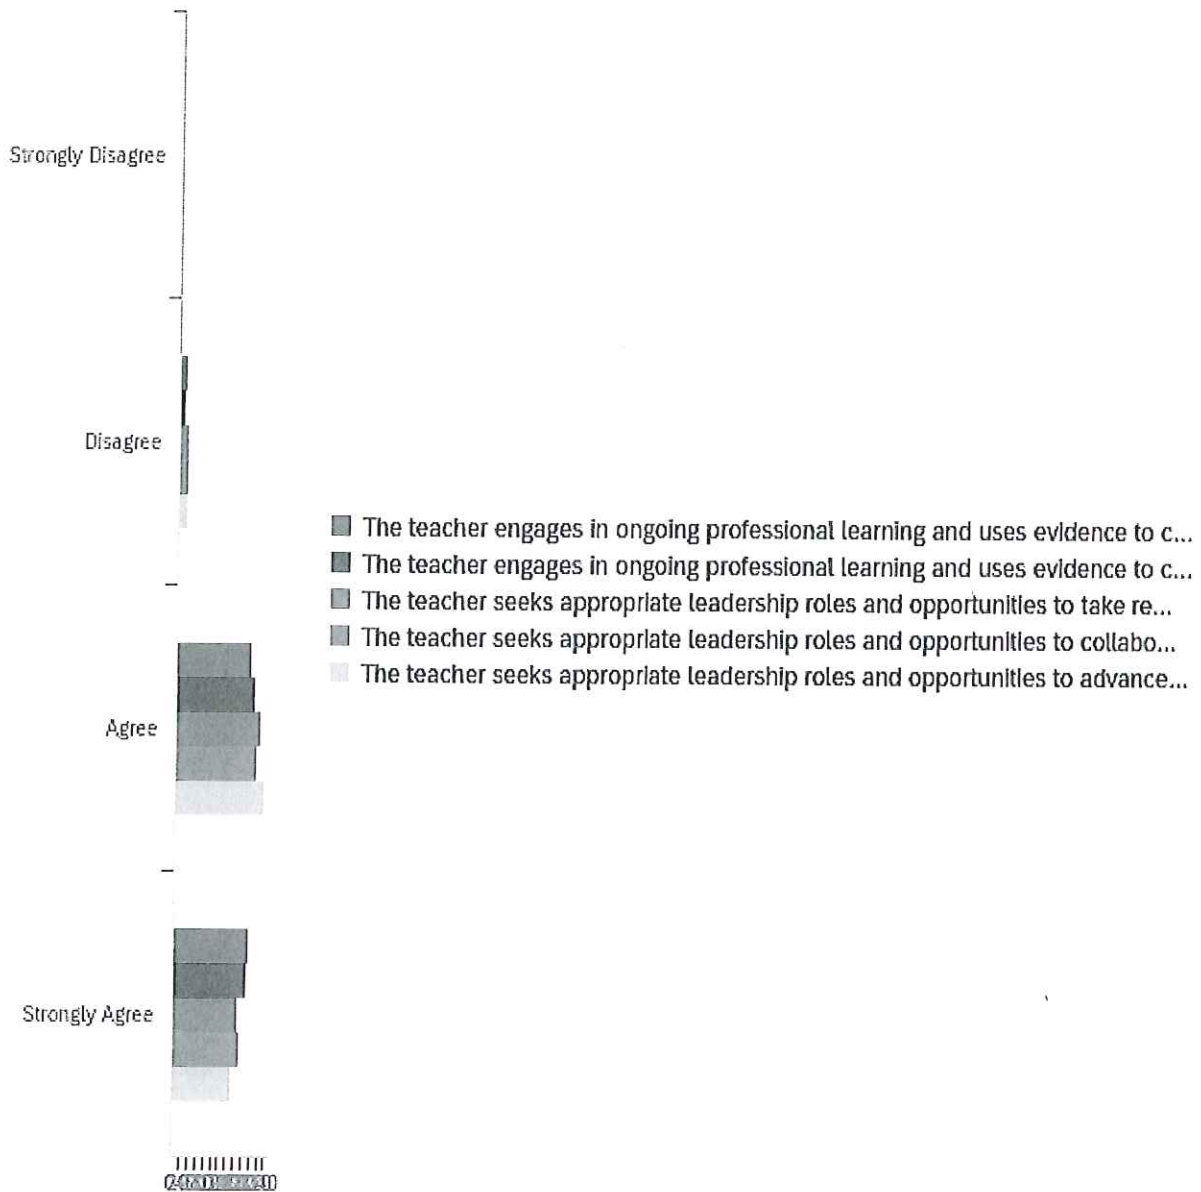 Strongly Disagree
Disagree
The teacher engages in ongoing professional learning and uses evidence to c...
The teacher engages in ongoing professional learning and uses evidence to c...
The teacher seeks appropriate leadership roles and opportunities to take re...
The teacher seeks appropriate leadership roles and opportunities to collabo...
The teacher seeks appropriate leadership roles and opportunities to advance...
Agree
Strongly Agree